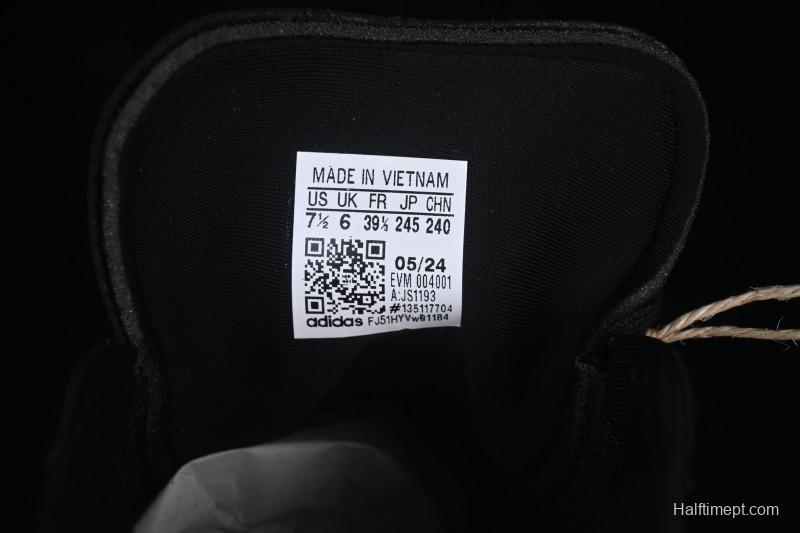 MADE IN VIETNAM
US UK FR JP CHN
7½ 6 39⅓ 245 240
05/24
EVM 004001
A:JS1193
#135117704
adidas FJ51HYVwB1184
Halftimept.com